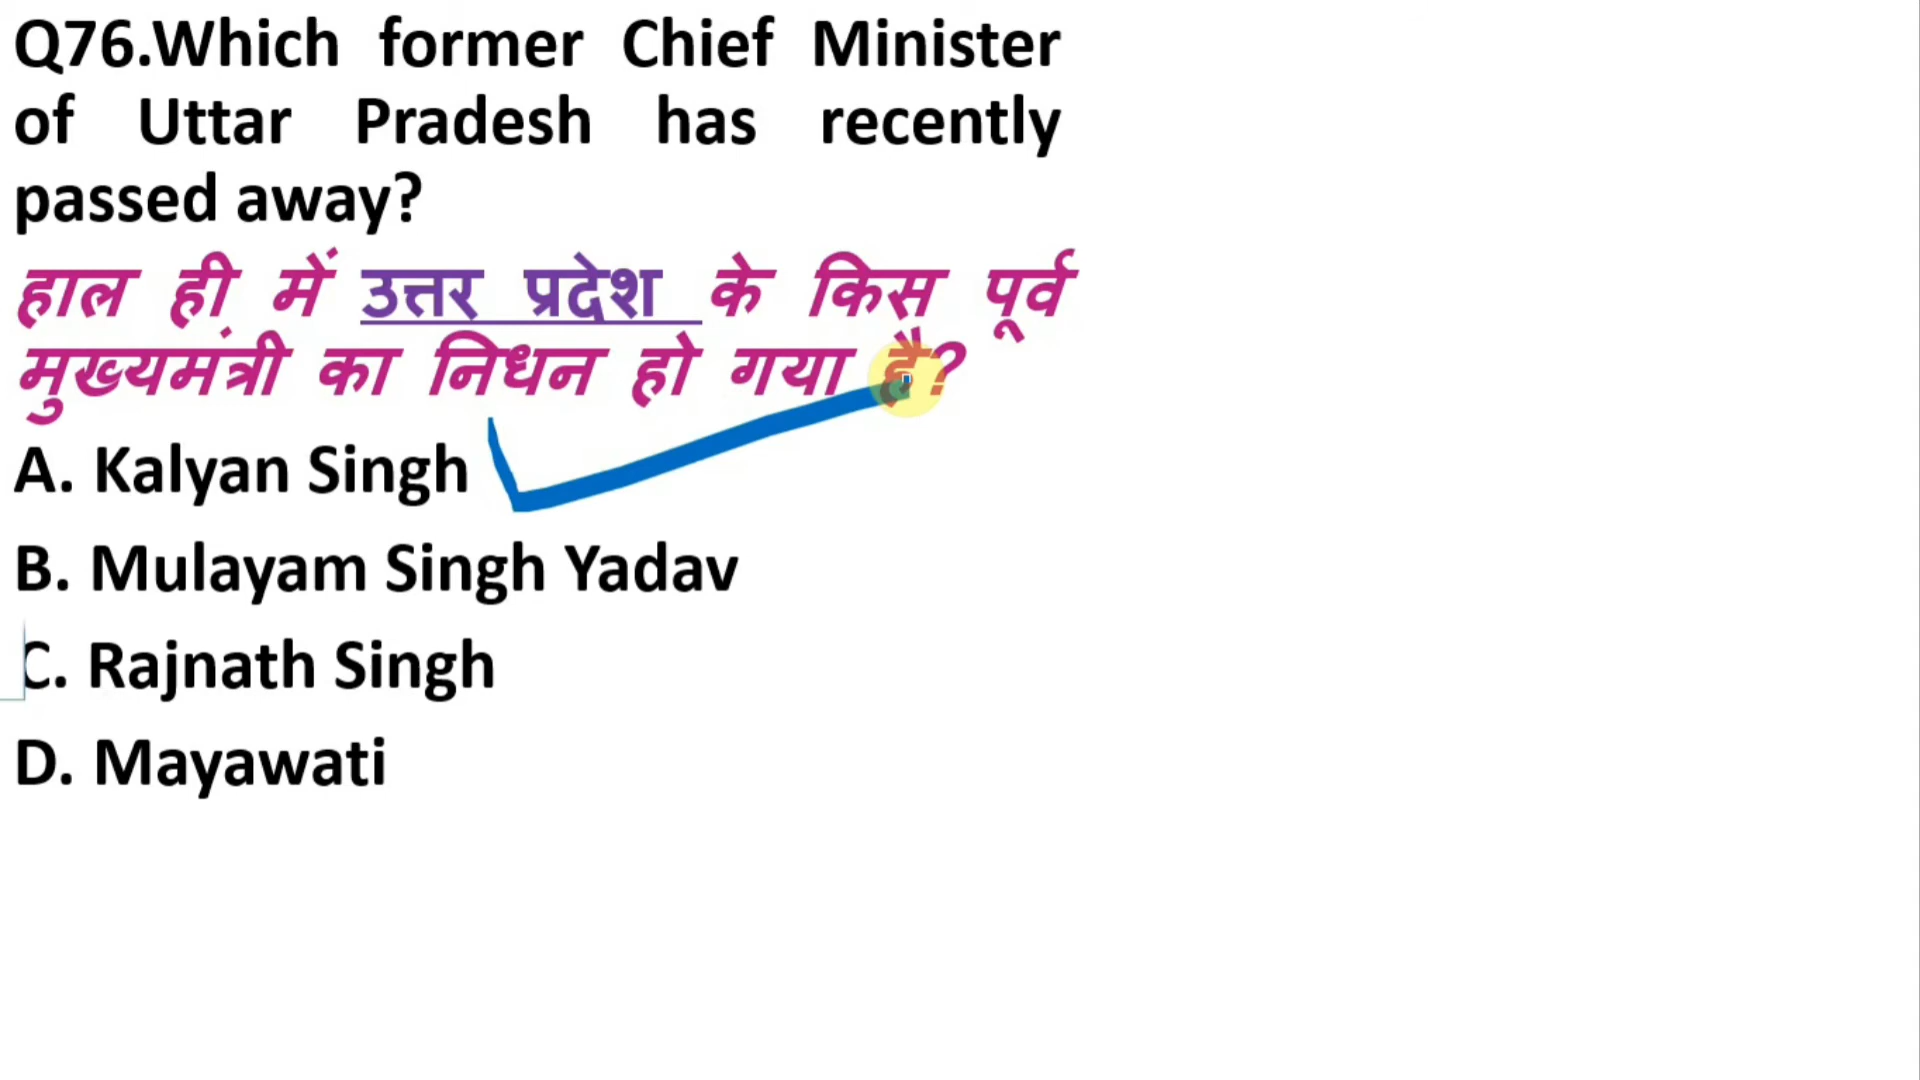 Q76.Which former Chief Minister
of Uttar Pradesh has recently
passed away?
हाल ही में उत्तर प्रदेश के किस पूर्व
मुख्यमंत्री का निधन हो गया है?
A. Kalyan Singh
B. Mulayam Singh Yadav
C. Rajnath Singh
D. Mayawati